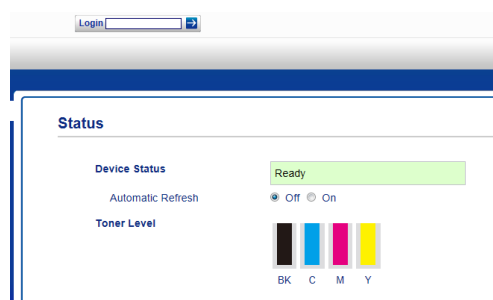 Login
Status
Device Status Ready
Automatic Refresh Off On
Toner Level
BK C M Y